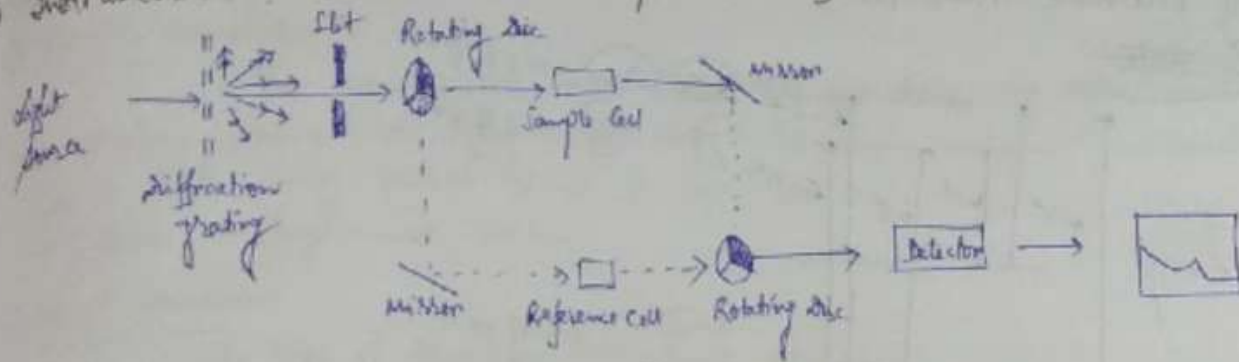 Slit
Rotating Disc
Light
Source
Mirror
Sample Cell
Diffraction
grating
Detector
Mirror
Reference Cell
Rotating Disc